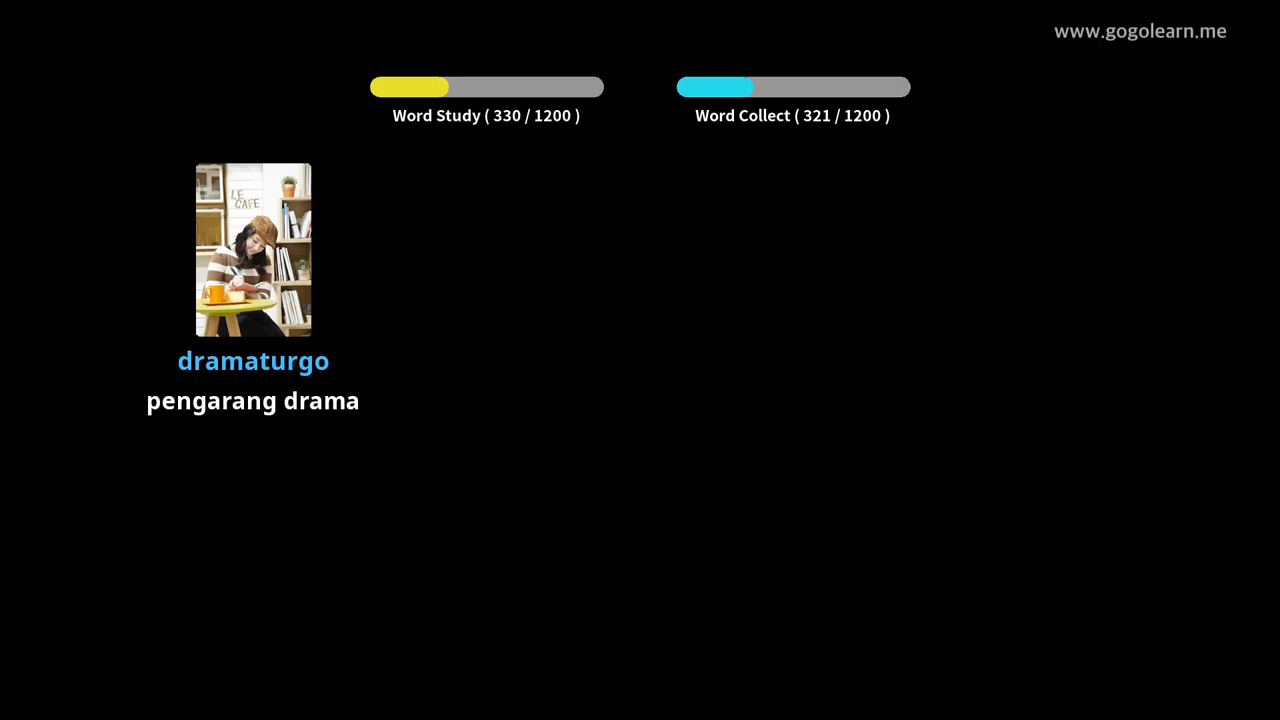 www.gogolearn.me
Word Study ( 330 / 1200 )
Word Collect ( 321 / 1200 )
LE
CAFE
dramaturgo
pengarang drama